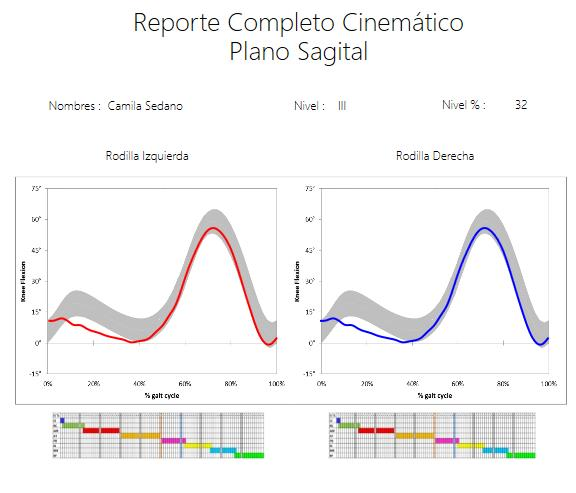 Reporte Completo Cinemático
Plano Sagital
Nombres : Camila Sedano
Nivel : III
Nivel % : 32
Rodilla Izquierda
Rodilla Derecha
75°
60°
45°
30°
15°
0°
-15°
Knee Flexion
0% 20% 40% 60% 80% 100%
% gait cycle
75°
60°
45°
30°
15°
0°
-15°
Knee Flexion
0% 20% 40% 60% 80% 100%
% gait cycle